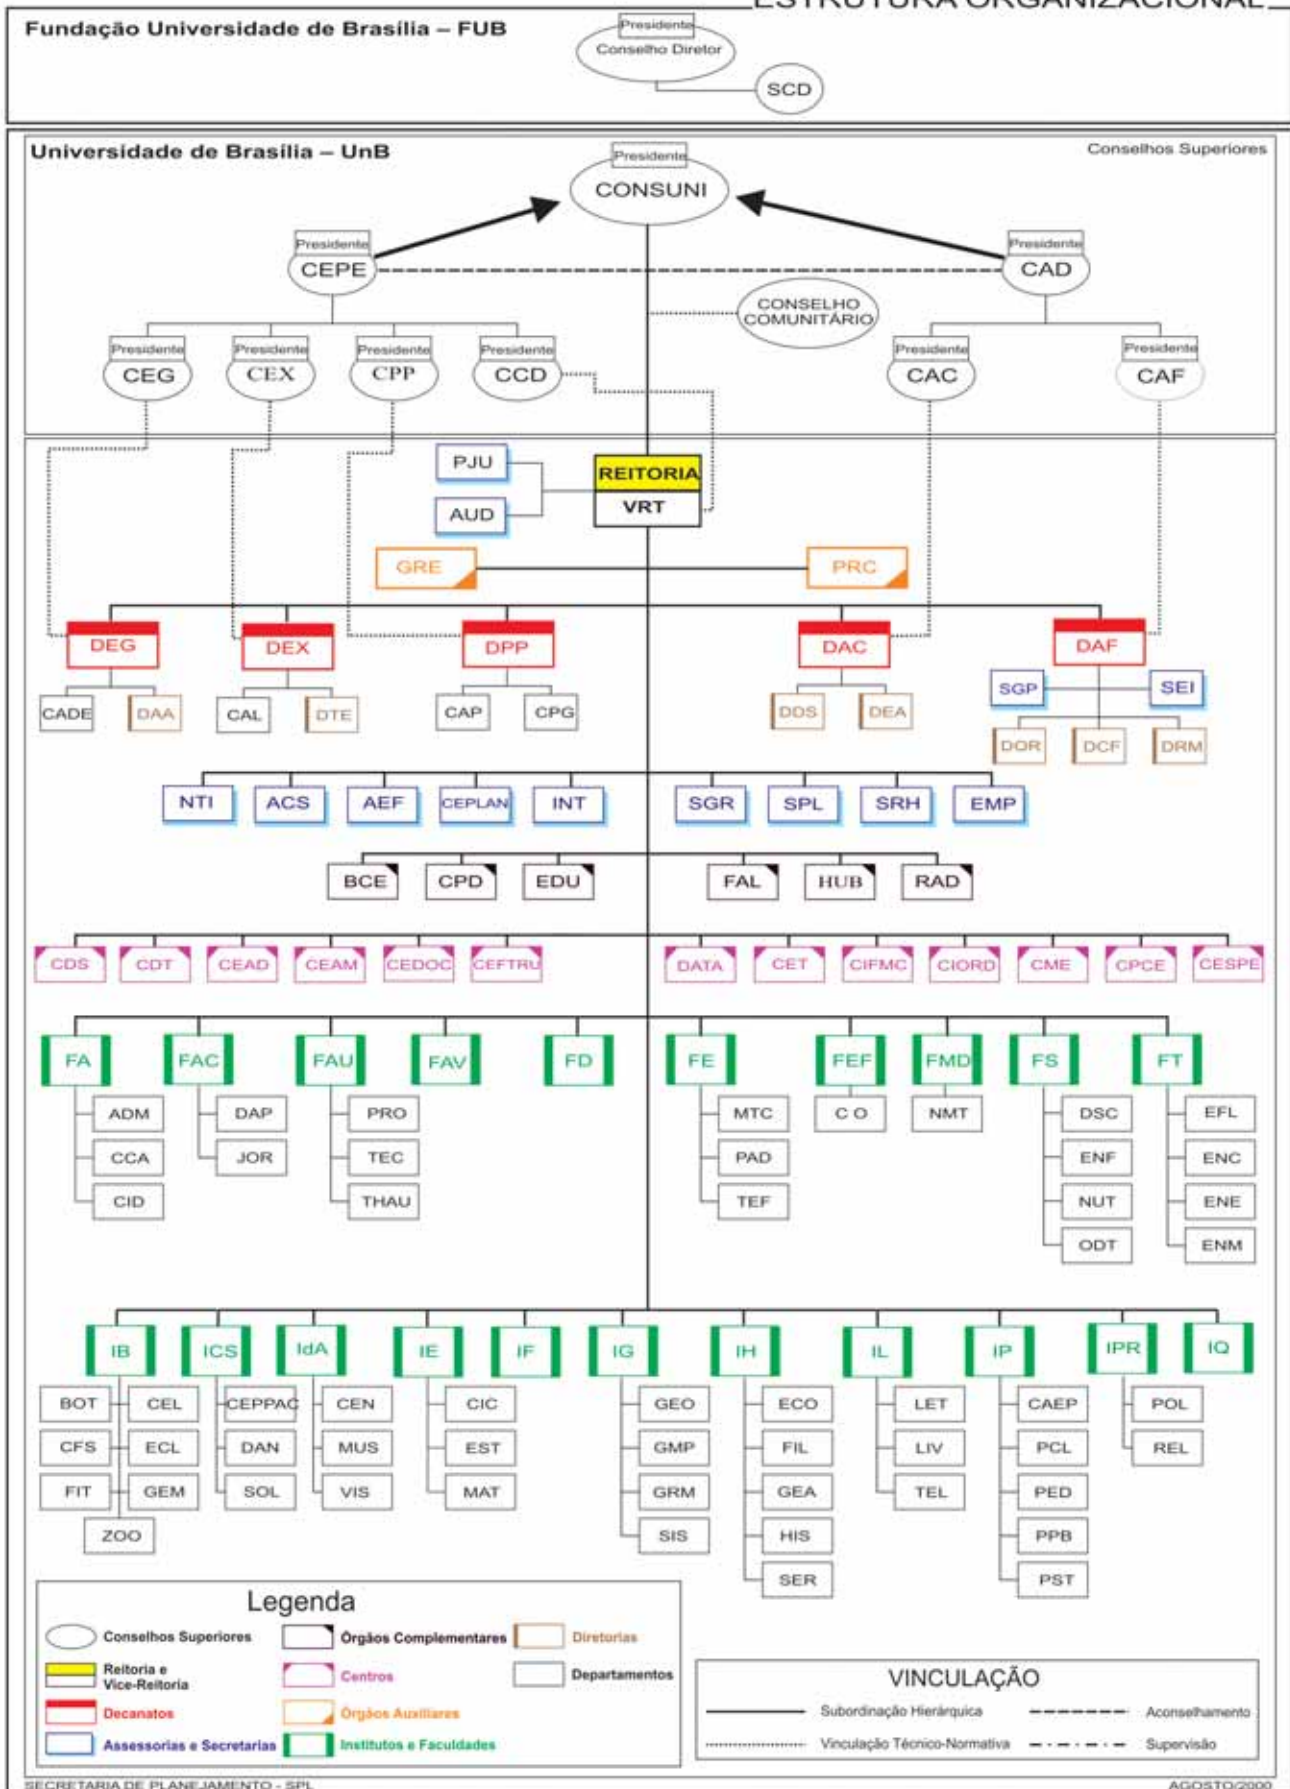 ESTRUTURA ORGANIZACIONAL
Fundação Universidade de Brasília – FUB
Presidente
Conselho Diretor
SCD
Universidade de Brasília – UnB
Conselhos Superiores
Presidente
CONSUNI
Presidente
CEPE
Presidente
CAD
CONSELHO
COMUNITÁRIO
Presidente Presidente Presidente Presidente Presidente Presidente
CEG CEX CPP CCD CAC CAF
PJU
AUD
REITORIA
VRT
GRE PRC
DEG DEX DPP DAC DAF
SGP SEI
CADE DAA CAL DTE CAP CPG DDS DEA
DOR DCF DRM
NTI ACS AEF CEPLAN INT SGR SPL SRH EMP
BCE CPD EDU FAL HUB RAD
CDS CDT CEAD CEAM CEDOC CEFTRU DATA CET CIFMC CIORD CME CPCE CESPE
FA FAC FAU FAV FD FE FEF FMD FS FT
ADM DAP PRO MTC C O NMT DSC EFL
CCA JOR TEC PAD ENF ENC
CID THAU TEF NUT ENE
ODT ENM
IB ICS IdA IE IF IG IH IL IP IPR IQ
BOT CEL CEPPAC CEN CIC GEO ECO LET CAEP POL
CFS ECL DAN MUS EST GMP FIL LIV PCL REL
FIT GEM SOL VIS MAT GRM GEA TEL PED
ZOO SIS HIS PPB
SER PST
Legenda
Conselhos Superiores
Reitoria e
Vice-Reitoria
Decanatos
Assessorias e Secretarias
Órgãos Complementares
Centros
Órgãos Auxiliares
Institutos e Faculdades
Diretorias
Departamentos
VINCULAÇÃO
Subordinação Hierárquica
Aconselhamento
Vinculação Técnico-Normativa
Supervisão
SECRETARIA DE PLANEJAMENTO - SPL
AGOSTO/2000